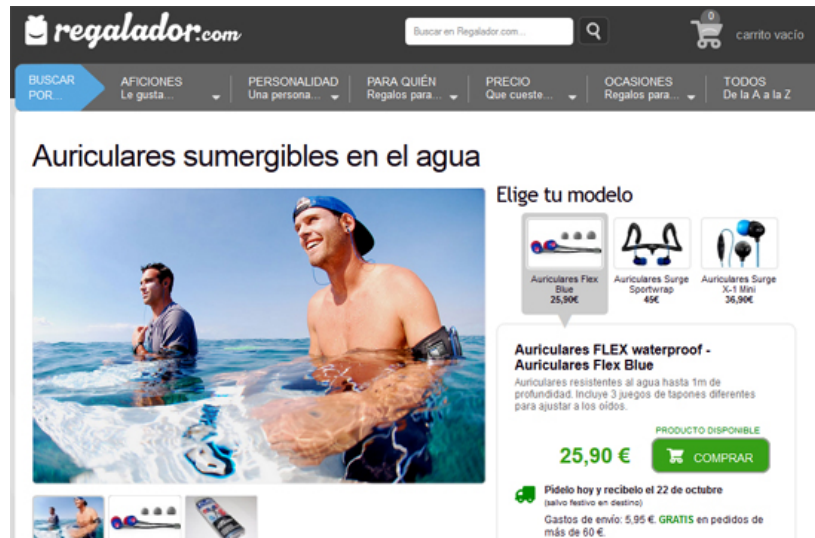 regalador.com
Buscar en Regalador.com...
0
carrito vacío
BUSCAR
POR...
AFICIONES
Le gusta...
PERSONALIDAD
Una persona...
PARA QUIÉN
Regalos para...
PRECIO
Que cueste...
OCASIONES
Regalos para...
TODOS
De la A a la Z
Auriculares sumergibles en el agua
Elige tu modelo
Auriculares Flex
Blue
25,90€
Auriculares Surge
Sportwrap
45€
Auriculares Surge
X-1 Mini
36,90€
Auriculares FLEX waterproof -
Auriculares Flex Blue
Auriculares resistentes al agua hasta 1m de
profundidad. Incluye 3 juegos de tapones diferentes
para ajustar a los oídos.
PRODUCTO DISPONIBLE
25,90 €
COMPRAR
Pídelo hoy y recíbelo el 22 de octubre
(salvo festivo en destino)
Gastos de envío: 5,95 €. GRATIS en pedidos de
más de 60 €.